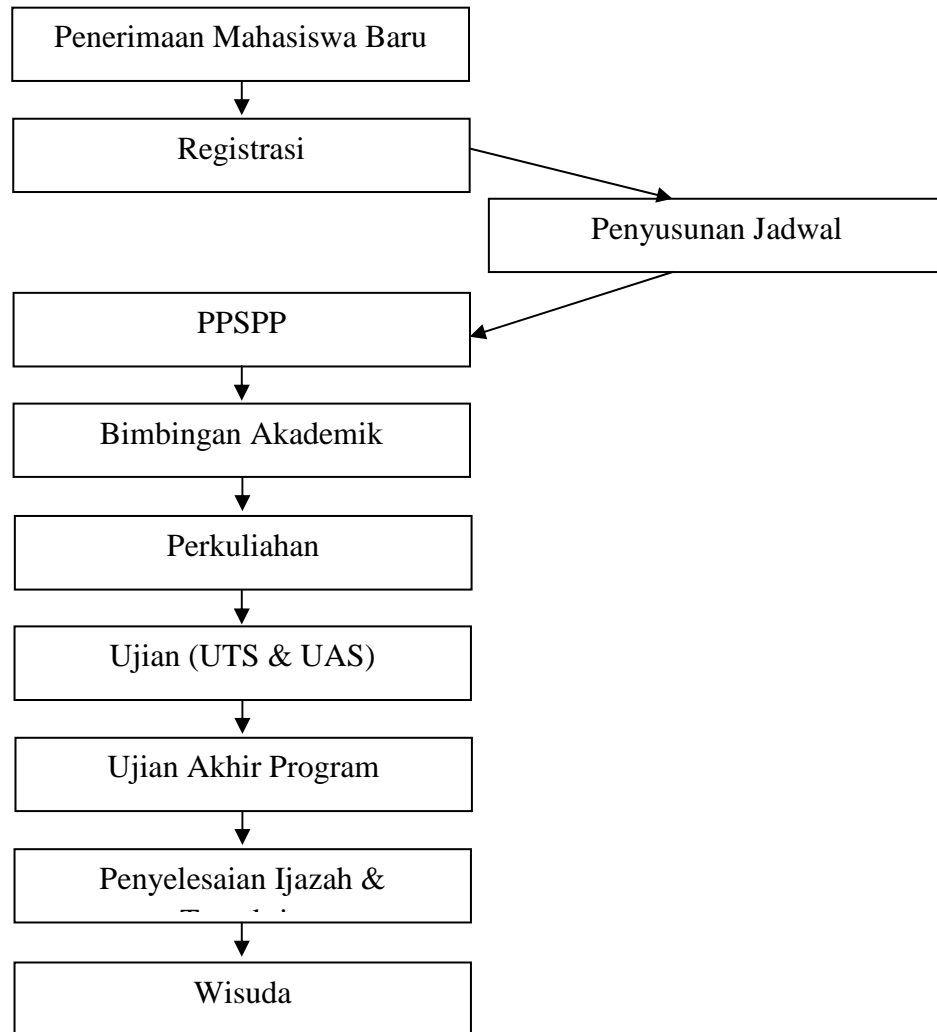 Penerimaan Mahasiswa Baru
Registrasi
Penyusunan Jadwal
PPSPP
Bimbingan Akademik
Perkuliahan
Ujian (UTS & UAS)
Ujian Akhir Program
Penyelesaian Ijazah &
Wisuda